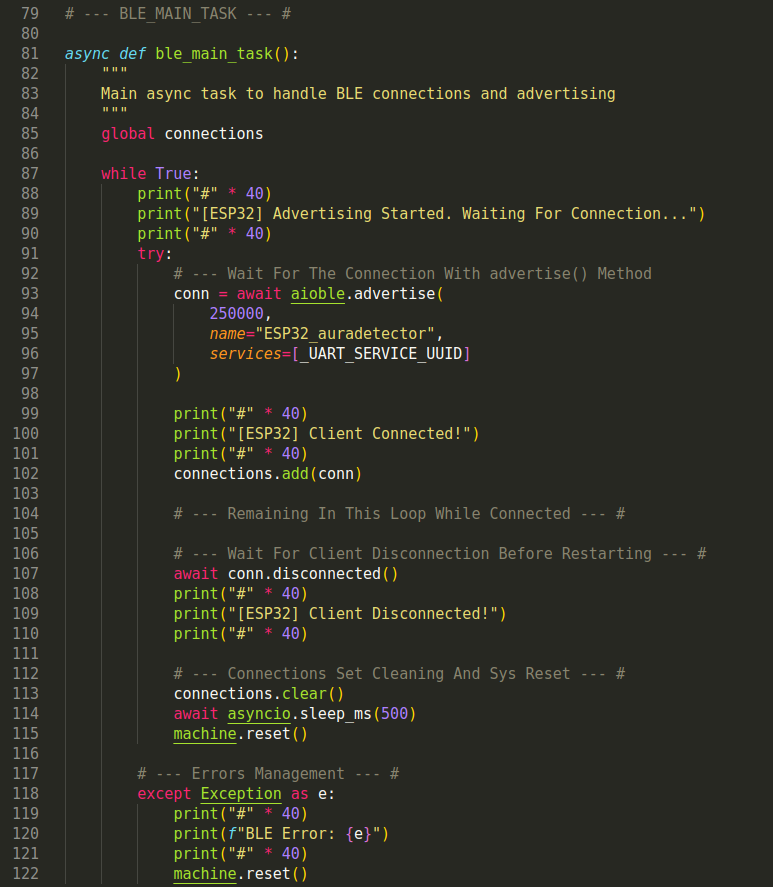 79 # --- BLE_MAIN_TASK --- #
80
81 async def ble_main_task():
82     """
83     Main async task to handle BLE connections and advertising
84     """
85     global connections
86
87     while True:
88         print("#" * 40)
89         print("[ESP32] Advertising Started. Waiting For Connection...")
90         print("#" * 40)
91         try:
92             # --- Wait For The Connection With advertise() Method
93             conn = await aioble.advertise(
94                 250000,
95                 name="ESP32_auradetector",
96                 services=[_UART_SERVICE_UUID]
97             )
98
99             print("#" * 40)
100             print("[ESP32] Client Connected!")
101             print("#" * 40)
102             connections.add(conn)
103
104             # --- Remaining In This Loop While Connected --- #
105
106             # --- Wait For Client Disconnection Before Restarting --- #
107             await conn.disconnected()
108             print("#" * 40)
109             print("[ESP32] Client Disconnected!")
110             print("#" * 40)
111
112             # --- Connections Set Cleaning And Sys Reset --- #
113             connections.clear()
114             await asyncio.sleep_ms(500)
115             machine.reset()
116
117         # --- Errors Management --- #
118         except Exception as e:
119             print("#" * 40)
120             print(f"BLE Error: {e}")
121             print("#" * 40)
122             machine.reset()